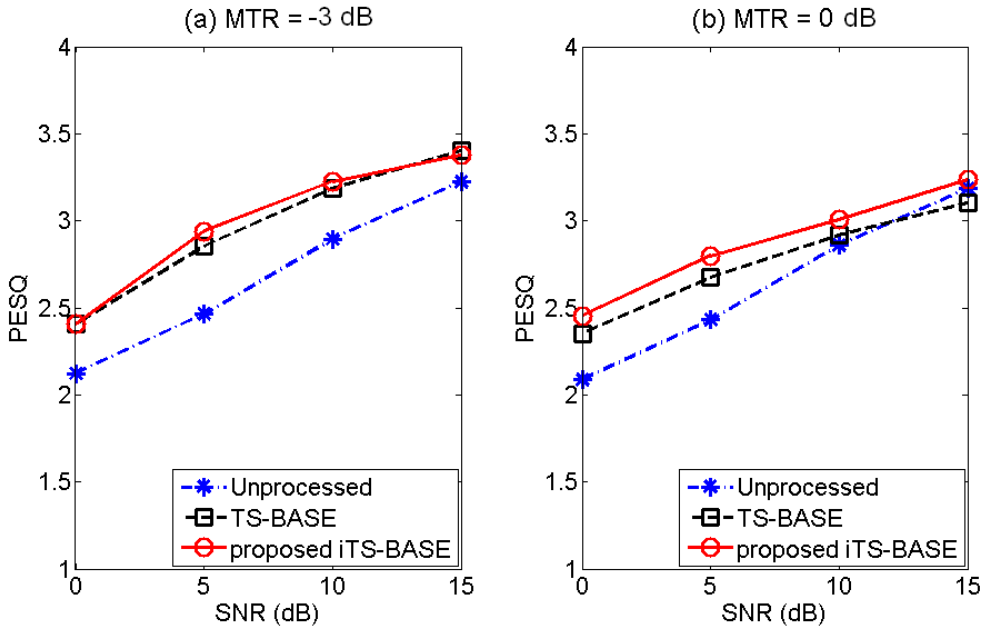 (a) MTR = -3 dB
4
3.5
3
2.5
2
1.5
1
PESQ
0
5
10
15
SNR (dB)
Unprocessed
TS-BASE
proposed iTS-BASE
(b) MTR = 0 dB
4
3.5
3
2.5
2
1.5
1
PESQ
0
5
10
15
SNR (dB)
Unprocessed
TS-BASE
proposed iTS-BASE